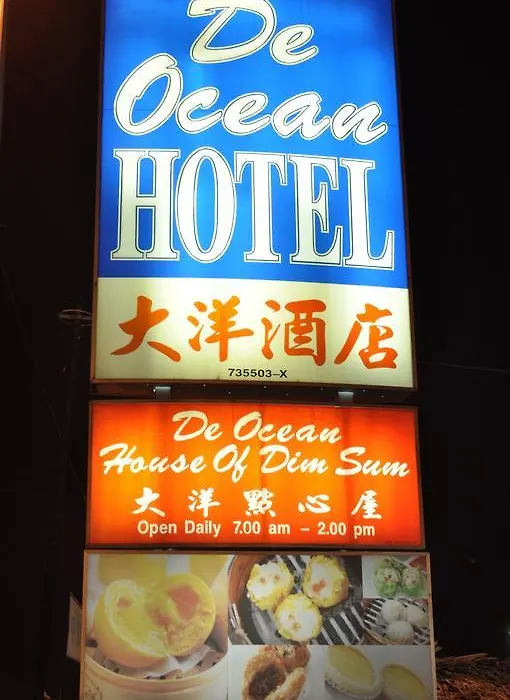 De
Ocean
HOTEL
大洋酒店
735503-X
De Ocean
House Of Dim Sum
大洋點心屋
Open Daily 7.00 am - 2.00 pm